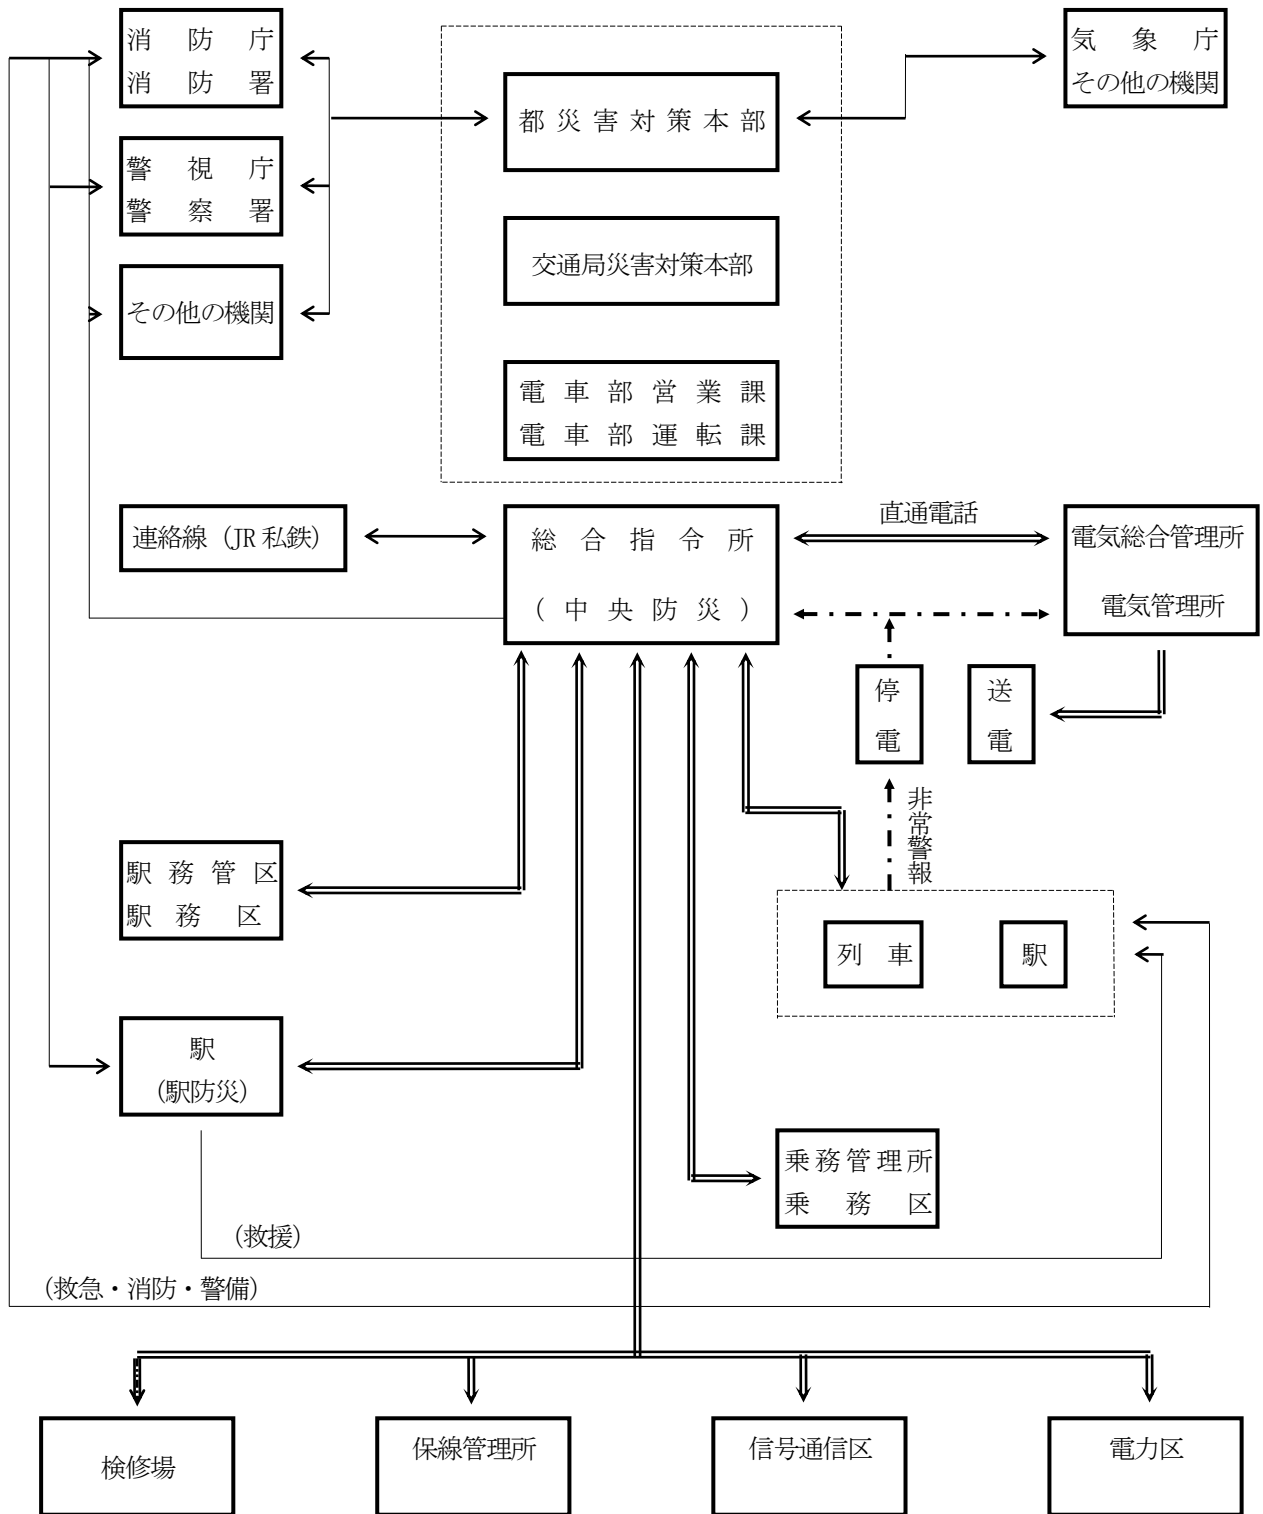 消防庁
消防署
気象庁
その他の機関
都災害対策本部
警視庁
警察署
交通局災害対策本部
その他の機関
電車部営業課
電車部運転課
連絡線（JR 私鉄）
総合指令所
（中央防災）
直通電話
電気総合管理所
電気管理所
停電
送電
非常警報
駅務管区
駅務区
列車
駅
駅
(駅防災)
乗務管理所
乗務区
(救援)
(救急・消防・警備)
検修場
保線管理所
信号通信区
電力区